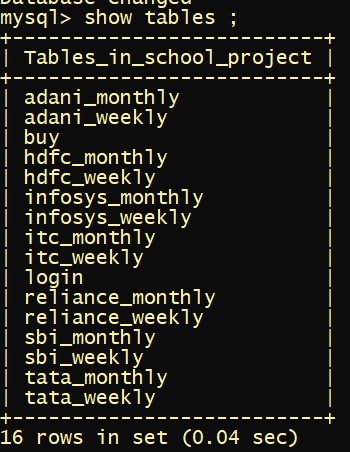 Database changed
mysql> show tables ;
+---------------------------+
| Tables_in_school_project |
+---------------------------+
| adani_monthly |
| adani_weekly |
| buy |
| hdfc_monthly |
| hdfc_weekly |
| infosys_monthly |
| infosys_weekly |
| itc_monthly |
| itc_weekly |
| login |
| reliance_monthly |
| reliance_weekly |
| sbi_monthly |
| sbi_weekly |
| tata_monthly |
| tata_weekly |
+---------------------------+
16 rows in set (0.04 sec)